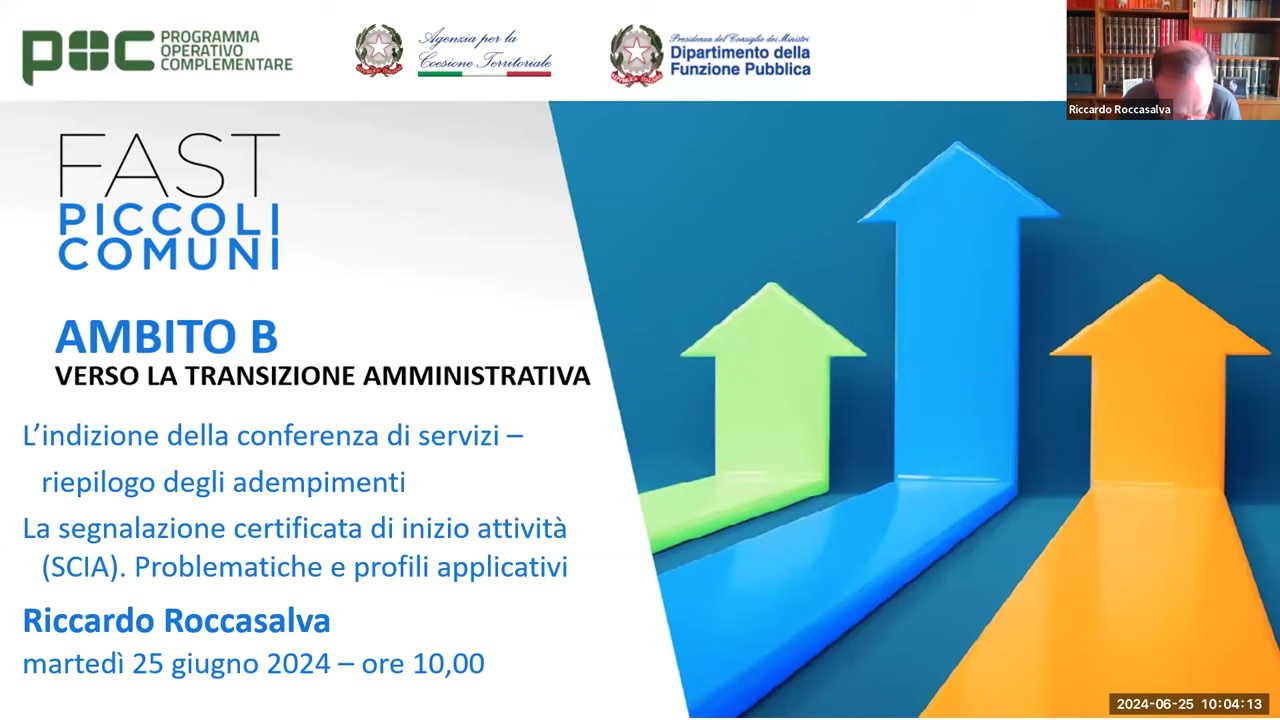 POC PROGRAMMA
OPERATIVO
COMPLEMENTARE
Agenzia per la
Coesione Territoriale
Presidenza del Consiglio dei Ministri
Dipartimento della
Funzione Pubblica
Riccardo Roccasalva
FAST
PICCOLI
COMUNI
AMBITO B
VERSO LA TRANSIZIONE AMMINISTRATIVA
L’indizione della conferenza di servizi –
riepilogo degli adempimenti
La segnalazione certificata di inizio attività
(SCIA). Problematiche e profili applicativi
Riccardo Roccasalva
martedì 25 giugno 2024 – ore 10,00
2024-06-25 10:04:13